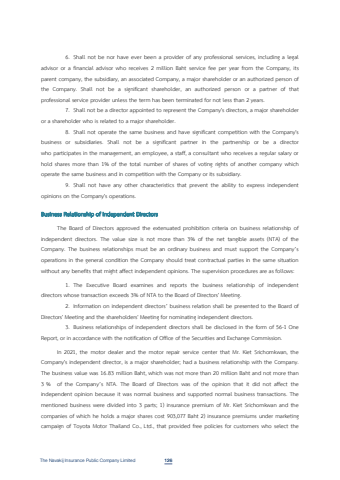 6. Shall not be nor have ever been a provider of any professional services, including a legal
advisor or a financial advisor who receives 2 million Baht service fee per year from the Company, its
parent company, the subsidiary, an associated Company, a major shareholder or an authorized person of
the Company. Shall not be a significant shareholder, an authorized person or a partner of that
professional service provider unless the term has been terminated for not less than 2 years.
7. Shall not be a director appointed to represent the Company's directors, a major shareholder
or a shareholder who is related to a major shareholder.
8. Shall not operate the same business and have significant competition with the Company's
business or subsidiaries. Shall not be a significant partner in the partnership or be a director
who participates in the management, an employee, a staff, a consultant who receives a regular salary or
hold shares more than 1% of the total number of shares of voting rights of another company which
operate the same business and in competition with the Company or its subsidiary.
9. Shall not have any other characteristics that prevent the ability to express independent
opinions on the Company's operations.
Business Relationship of Independent Directors
The Board of Directors approved the extenuated prohibition criteria on business relationship of
independent directors. The value size is not more than 3% of the net tangible assets (NTA) of the
Company. The business relationships must be an ordinary business and must support the Company's
operations in the general condition the Company should treat contractual parties in the same situation
without any benefits that might affect independent opinions. The supervision procedures are as follows:
1. The Executive Board examines and reports the business relationship of independent
directors whose transaction exceeds 3% of NTA to the Board of Directors' Meeting.
2. Information on independent directors' business relation shall be presented to the Board of
Directors' Meeting and the shareholders' Meeting for nominating independent directors.
3. Business relationships of independent directors shall be disclosed in the form of 56-1 One
Report, or in accordance with the notification of Office of the Securities and Exchange Commission.
In 2021, the motor dealer and the motor repair service center that Mr. Kiet Srichomkwan, the
Company's independent director, is a major shareholder, had a business relationship with the Company.
The business value was 16.83 million Baht, which was not more than 20 million Baht and not more than
3 % of the Company's NTA. The Board of Directors was of the opinion that it did not affect the
independent opinion because it was normal business and supported normal business transactions. The
mentioned business were divided into 3 parts; 1) insurance premium of Mr. Kiet Srichomkwan and the
companies of which he holds a major shares cost 903,077 Baht 2) insurance premiums under marketing
campaign of Toyota Motor Thailand Co., Ltd., that provided free policies for customers who select the
The Navakij Insurance Public Company Limited 126